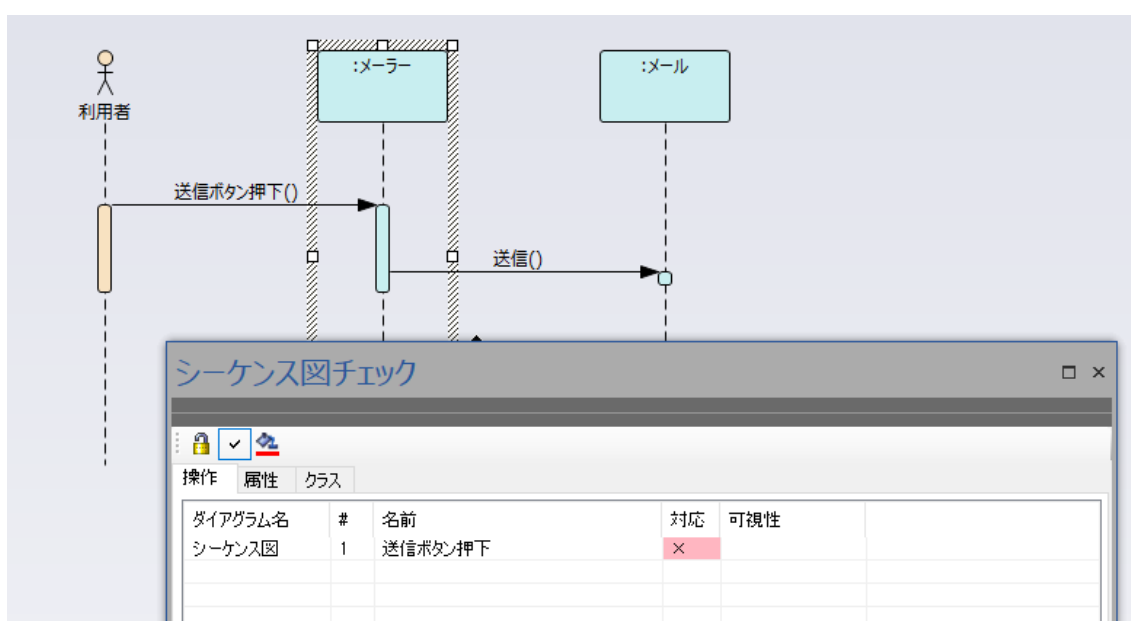 :メーラー
:メール
利用者
送信ボタン押下()
送信()
シーケンス図チェック
操作 属性 クラス
ダイアグラム名 # 名前 対応 可視性
シーケンス図 1 送信ボタン押下 ×